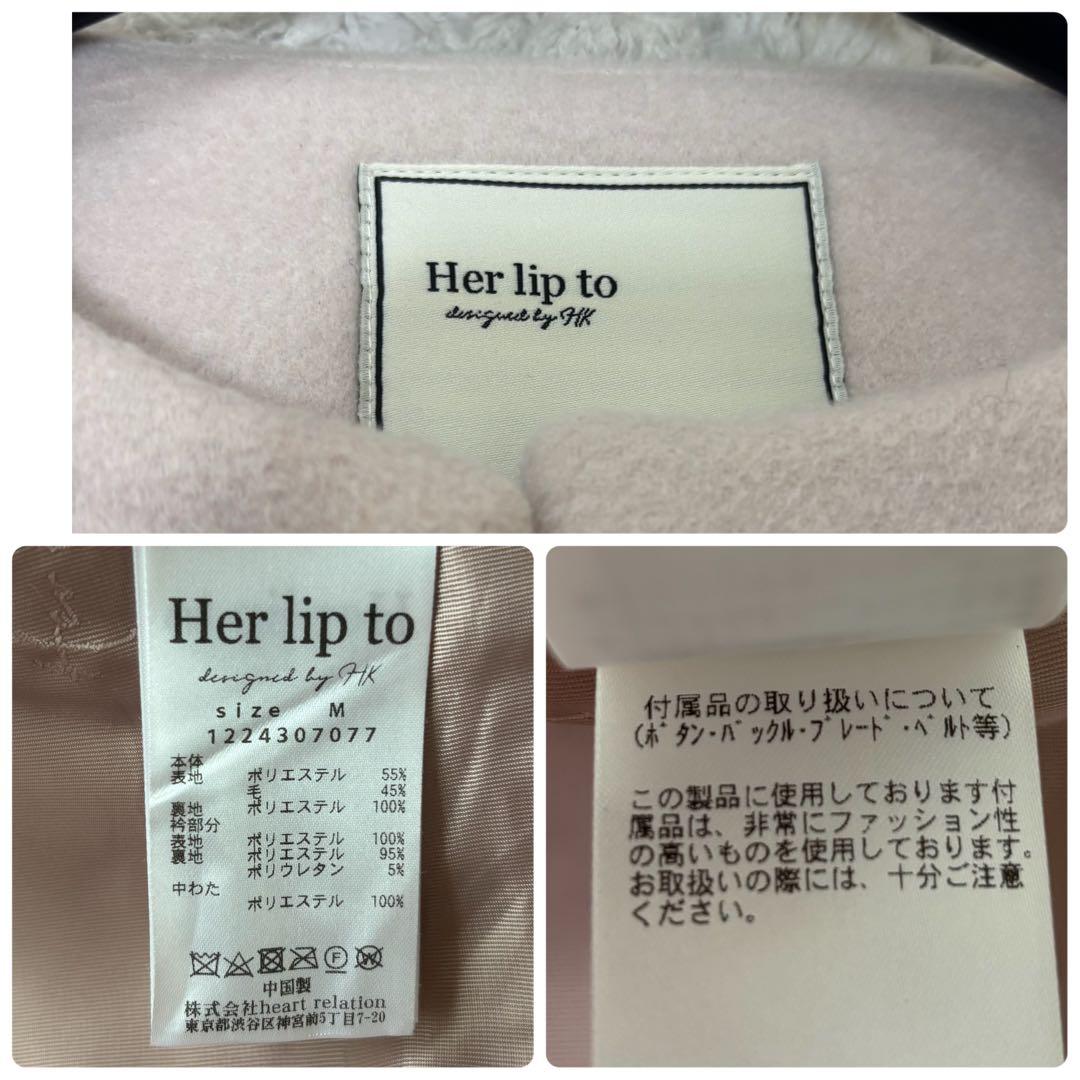 Her lip to
designed by HK
Her lip to
designed by HK
size M
1224307077
本体
表地 ポリエステル 55%
毛 45%
裏地 ポリエステル 100%
衿部分
表地 ポリエステル 100%
裏地 ポリエステル 95%
ポリウレタン 5%
中わた
ポリエステル 100%
F W
中国製
株式会社heart relation
東京都渋谷区神宮前5丁目7-20
付属品の取り扱いについて
(ﾎﾞﾀﾝ・ﾊﾞｯｸﾙ・ﾌﾞﾚｰﾄﾞ・ﾍﾞﾙﾄ等)
この製品に使用しております付
属品は、非常にファッション性
の高いものを使用しております。
お取扱いの際には、十分ご注意
ください。